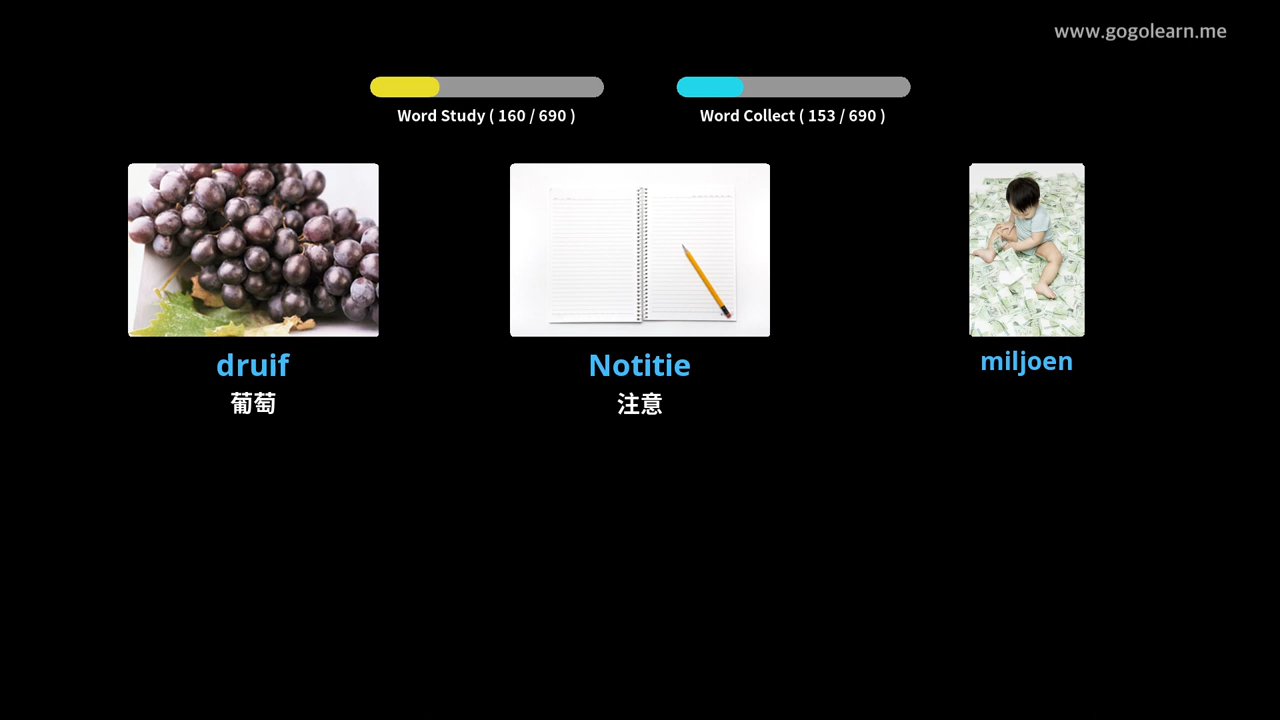 www.gogolearn.me
Word Study ( 160 / 690 )
Word Collect ( 153 / 690 )
druif
Notitie
miljoen
葡萄
注意